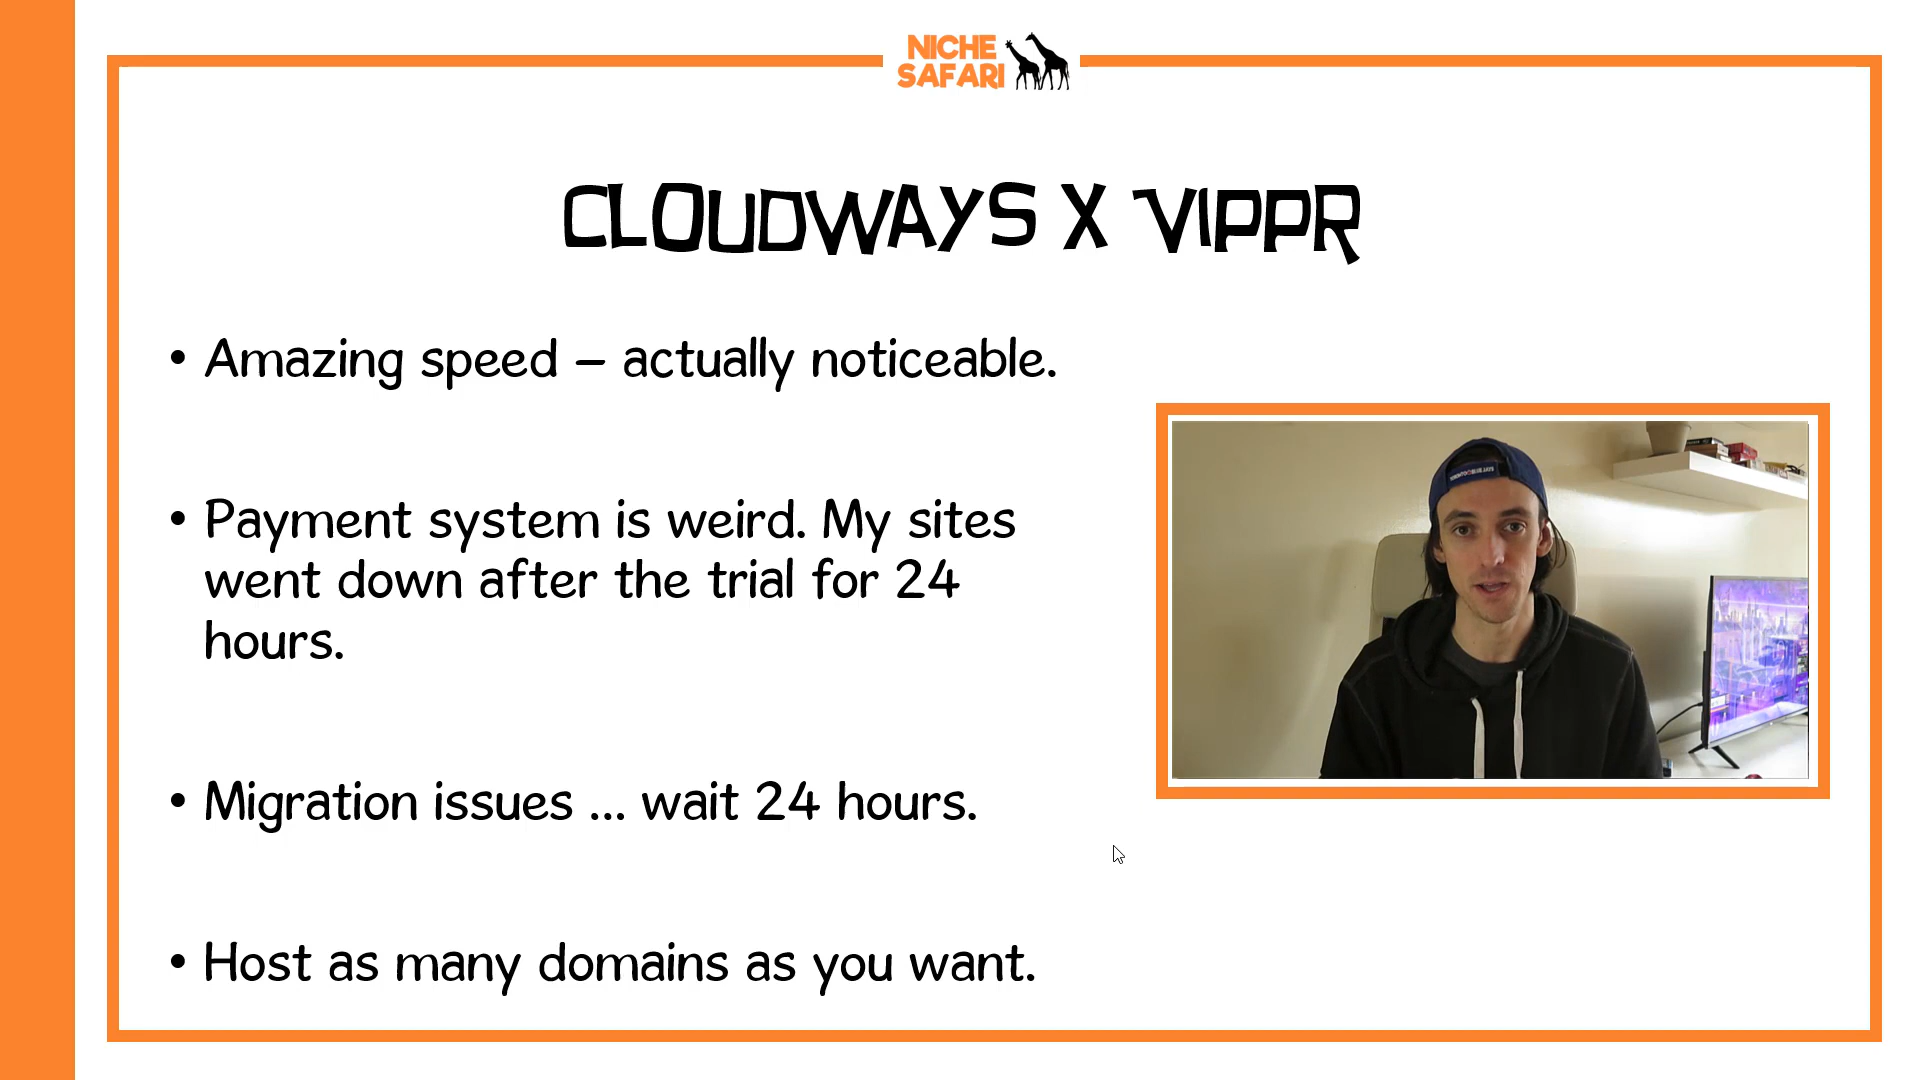 NICHE
SAFARI
CLOUDWAYS X VIPPR
• Amazing speed – actually noticeable.
• Payment system is weird. My sites
went down after the trial for 24
hours.
• Migration issues ... wait 24 hours.
• Host as many domains as you want.